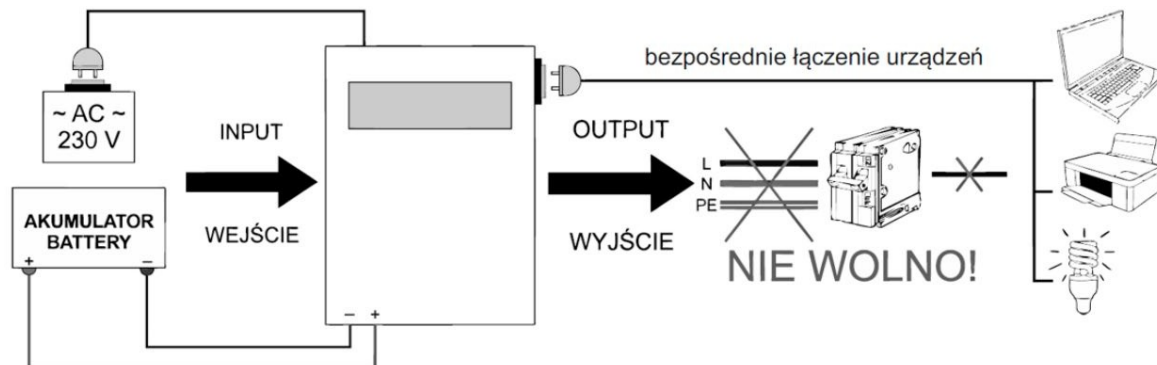 bezpośrednie łączenie urządzeń
~ AC ~
230 V
INPUT
WEJŚCIE
OUTPUT
WYJŚCIE
L
N
PE
NIE WOLNO!
AKUMULATOR
BATTERY
+ –
– +